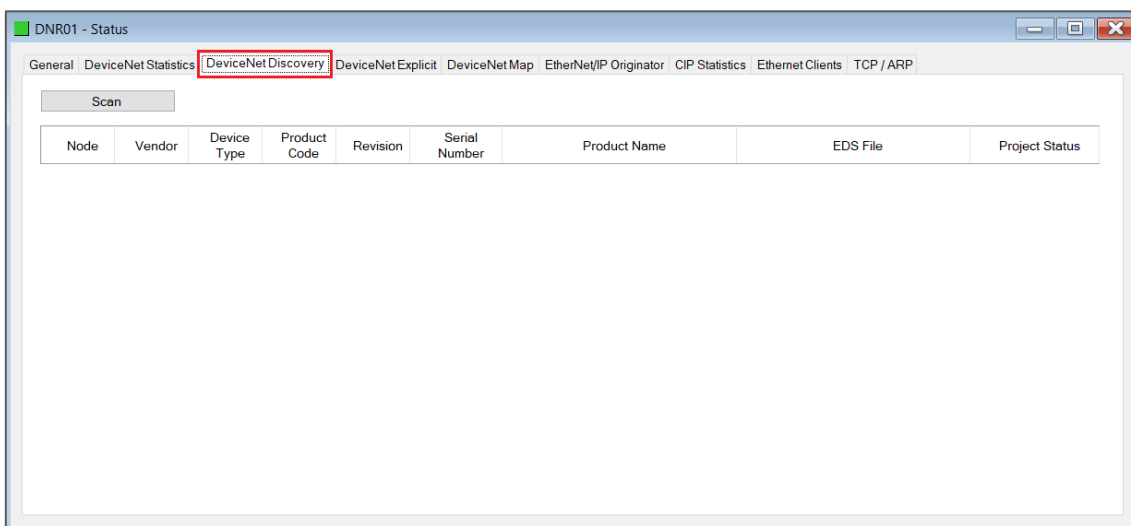 DNR01 - Status
General DeviceNet Statistics DeviceNet Discovery DeviceNet Explicit DeviceNet Map EtherNet/IP Originator CIP Statistics Ethernet Clients TCP / ARP
Scan
Node Vendor Device Type Product Code Revision Serial Number Product Name EDS File Project Status